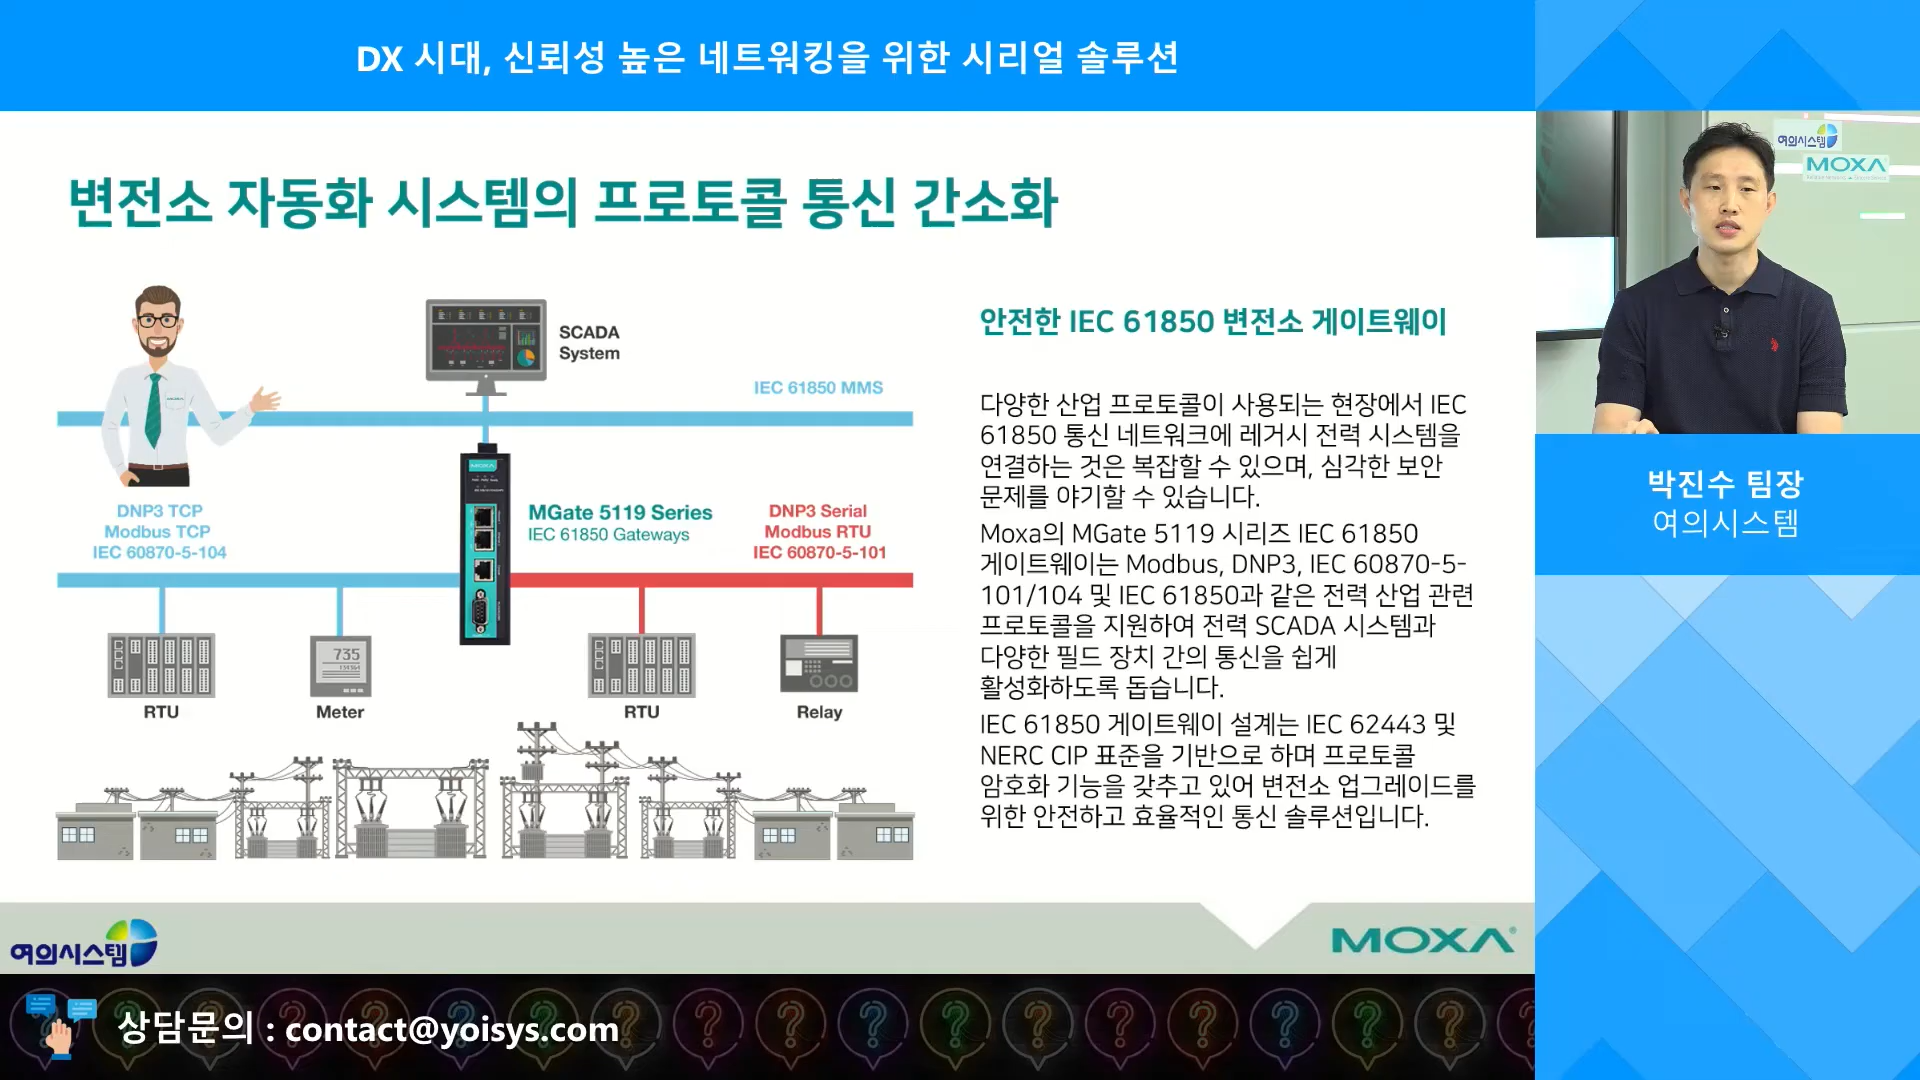 DX 시대, 신뢰성 높은 네트워킹을 위한 시리얼 솔루션
변전소 자동화 시스템의 프로토콜 통신 간소화
SCADA
System
IEC 61850 MMS
DNP3 TCP
Modbus TCP
IEC 60870-5-104
MGate 5119 Series
IEC 61850 Gateways
DNP3 Serial
Modbus RTU
IEC 60870-5-101
MOXA
735
RTU
Meter
RTU
Relay
안전한 IEC 61850 변전소 게이트웨이
다양한 산업 프로토콜이 사용되는 현장에서 IEC
61850 통신 네트워크에 레거시 전력 시스템을
연결하는 것은 복잡할 수 있으며, 심각한 보안
문제를 야기할 수 있습니다.
Moxa의 MGate 5119 시리즈 IEC 61850
게이트웨이는 Modbus, DNP3, IEC 60870-5-
101/104 및 IEC 61850과 같은 전력 산업 관련
프로토콜을 지원하여 전력 SCADA 시스템과
다양한 필드 장치 간의 통신을 쉽게
활성화하도록 돕습니다.
IEC 61850 게이트웨이 설계는 IEC 62443 및
NERC CIP 표준을 기반으로 하며 프로토콜
암호화 기능을 갖추고 있어 변전소 업그레이드를
위한 안전하고 효율적인 통신 솔루션입니다.
여의시스템
MOXA
박진수 팀장
여의시스템
여의시스템
MOXA
상담문의 : contact@yoisys.com